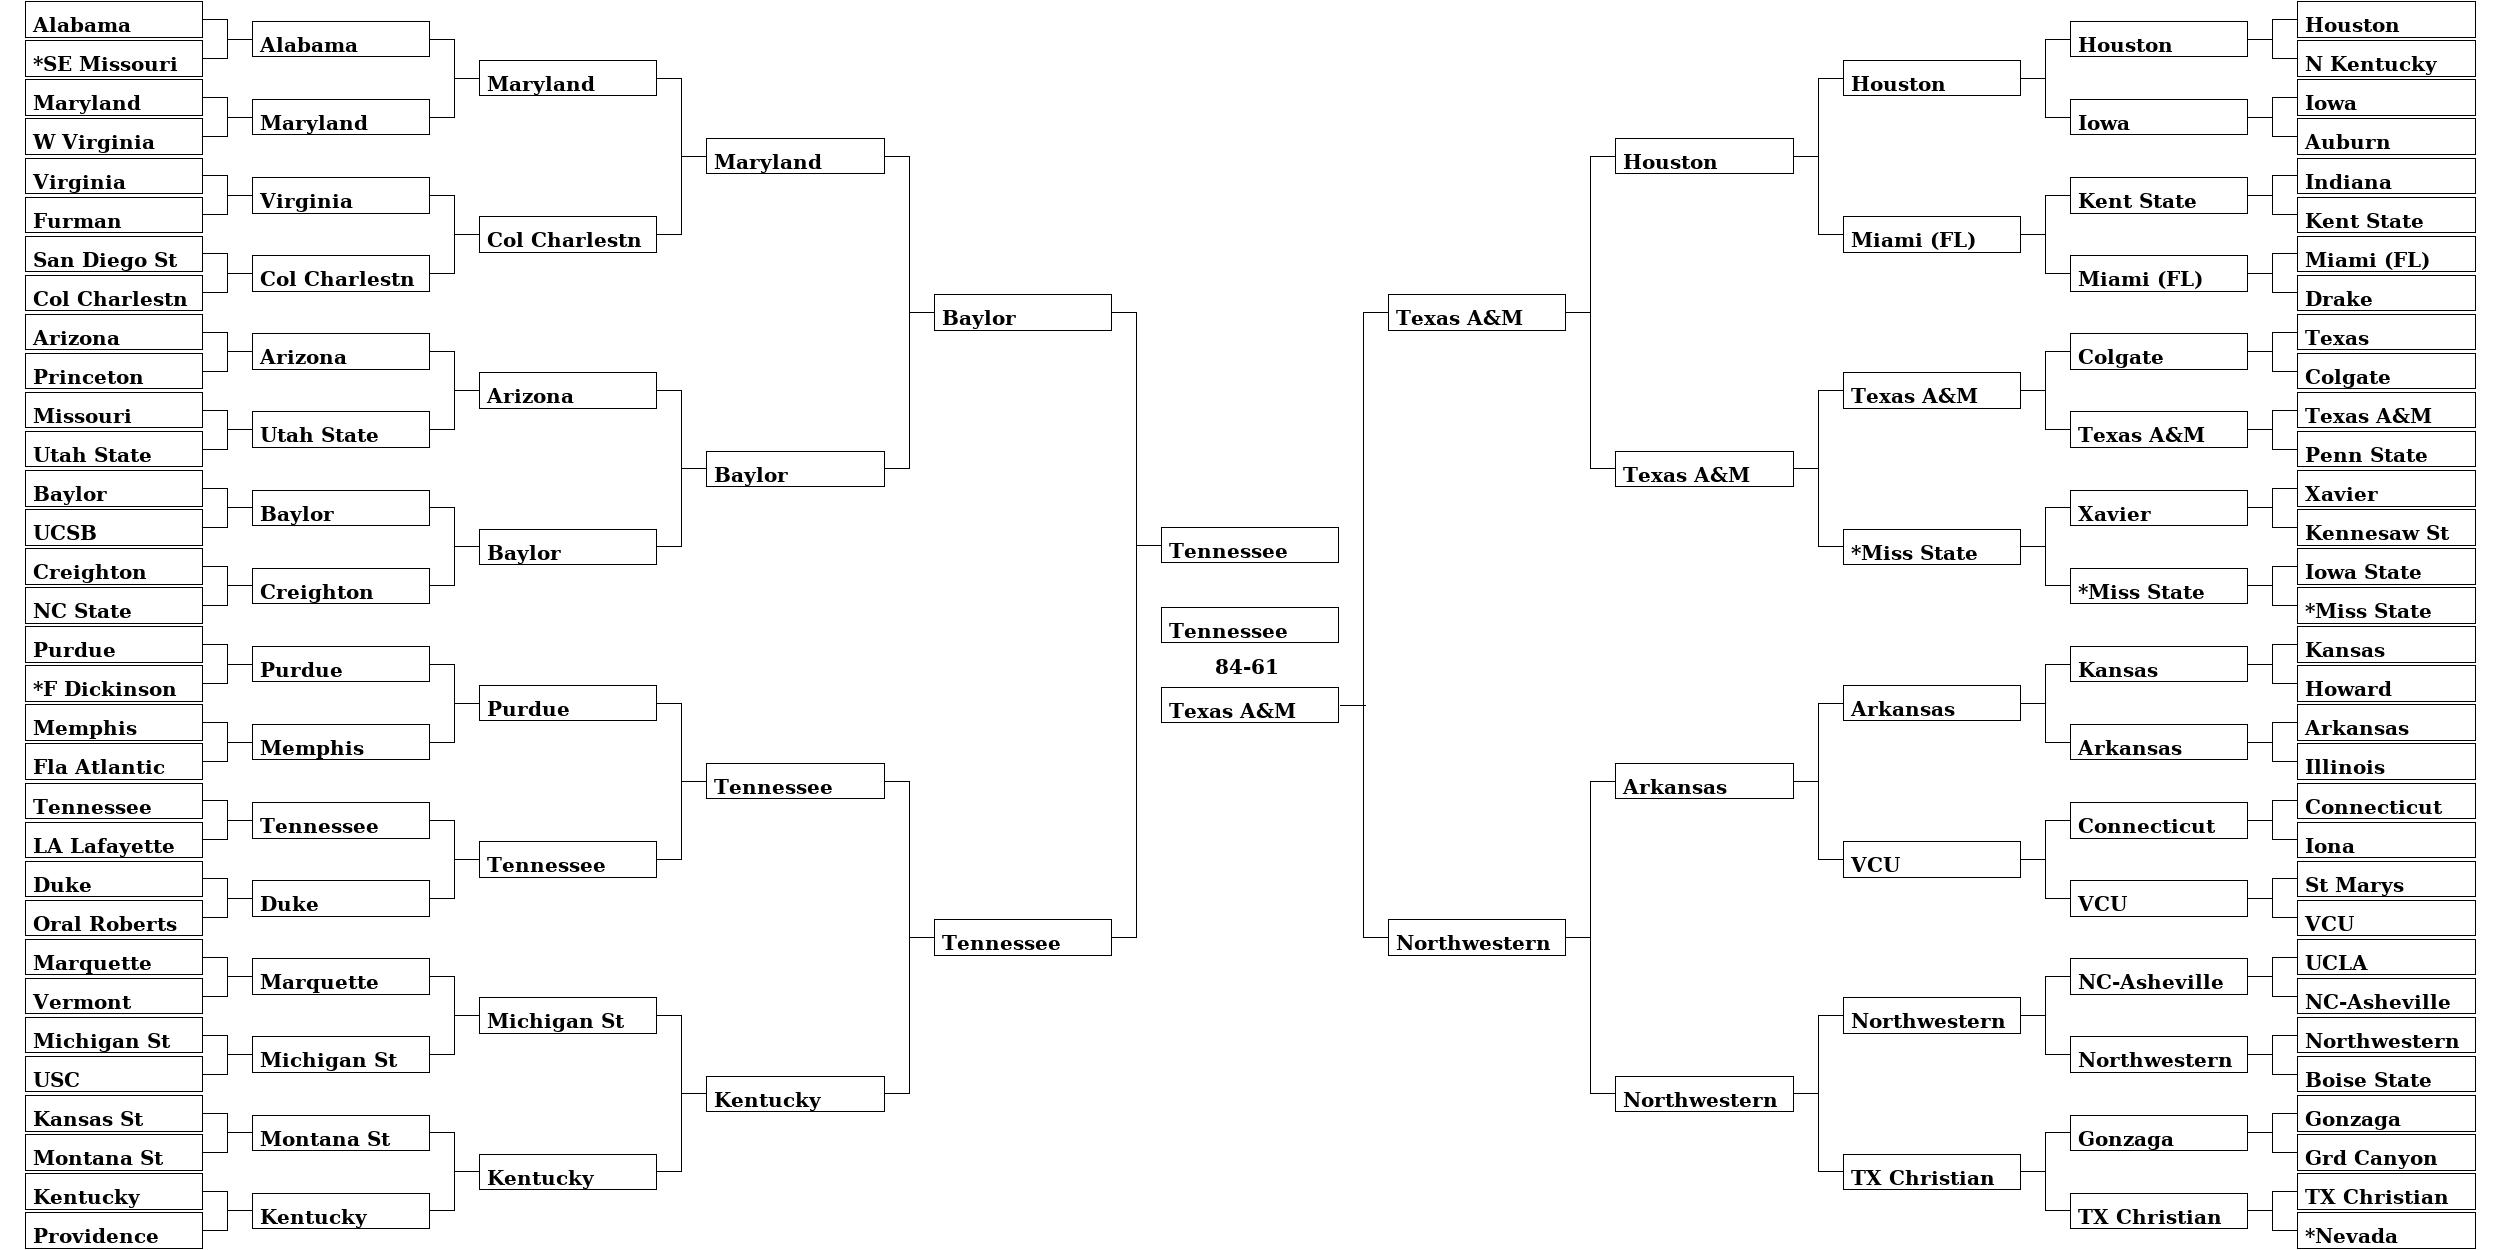 Alabama
*SE Missouri
Maryland
W Virginia
Virginia
Furman
San Diego St
Col Charlestn
Arizona
Princeton
Missouri
Utah State
Baylor
UCSB
Creighton
NC State
Purdue
*F Dickinson
Memphis
Fla Atlantic
Tennessee
LA Lafayette
Duke
Oral Roberts
Marquette
Vermont
Michigan St
USC
Kansas St
Montana St
Kentucky
Providence
Alabama
Maryland
Virginia
Col Charlestn
Arizona
Utah State
Baylor
Creighton
Purdue
Memphis
Tennessee
Duke
Marquette
Michigan St
Montana St
Kentucky
Maryland
Col Charlestn
Arizona
Baylor
Purdue
Tennessee
Michigan St
Kentucky
Maryland
Baylor
Tennessee
Kentucky
Baylor
Tennessee
Tennessee
Tennessee
84-61
Texas A&M
Texas A&M
Northwestern
Houston
Texas A&M
Arkansas
Northwestern
Houston
Miami (FL)
Texas A&M
*Miss State
Arkansas
VCU
Northwestern
TX Christian
Houston
Iowa
Kent State
Miami (FL)
Colgate
Texas A&M
Xavier
*Miss State
Kansas
Arkansas
Connecticut
VCU
NC-Asheville
Northwestern
Gonzaga
TX Christian
Houston
N Kentucky
Iowa
Auburn
Indiana
Kent State
Miami (FL)
Drake
Texas
Colgate
Texas A&M
Penn State
Xavier
Kennesaw St
Iowa State
*Miss State
Kansas
Howard
Arkansas
Illinois
Connecticut
Iona
St Marys
VCU
UCLA
NC-Asheville
Northwestern
Boise State
Gonzaga
Grd Canyon
TX Christian
*Nevada